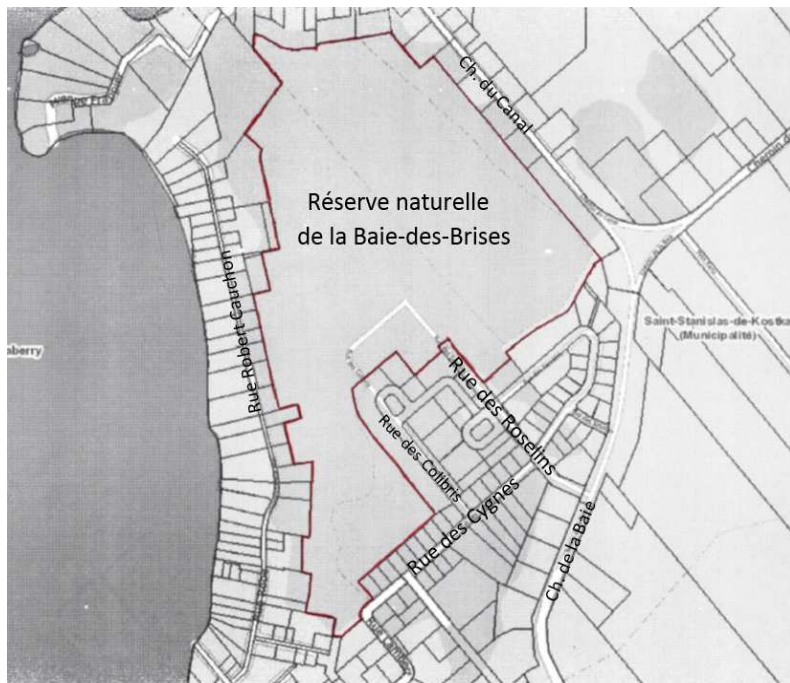 Ch. du Canal
Réserve naturelle
de la Baie-des-Brises
Rue Robert Cauchon
aberry
Saint-Stanislas-de-Kostka
(Municipalité)
Rue des Roselins
Rue des Colibris
Rue des Cygnes
Ch. de la Baie